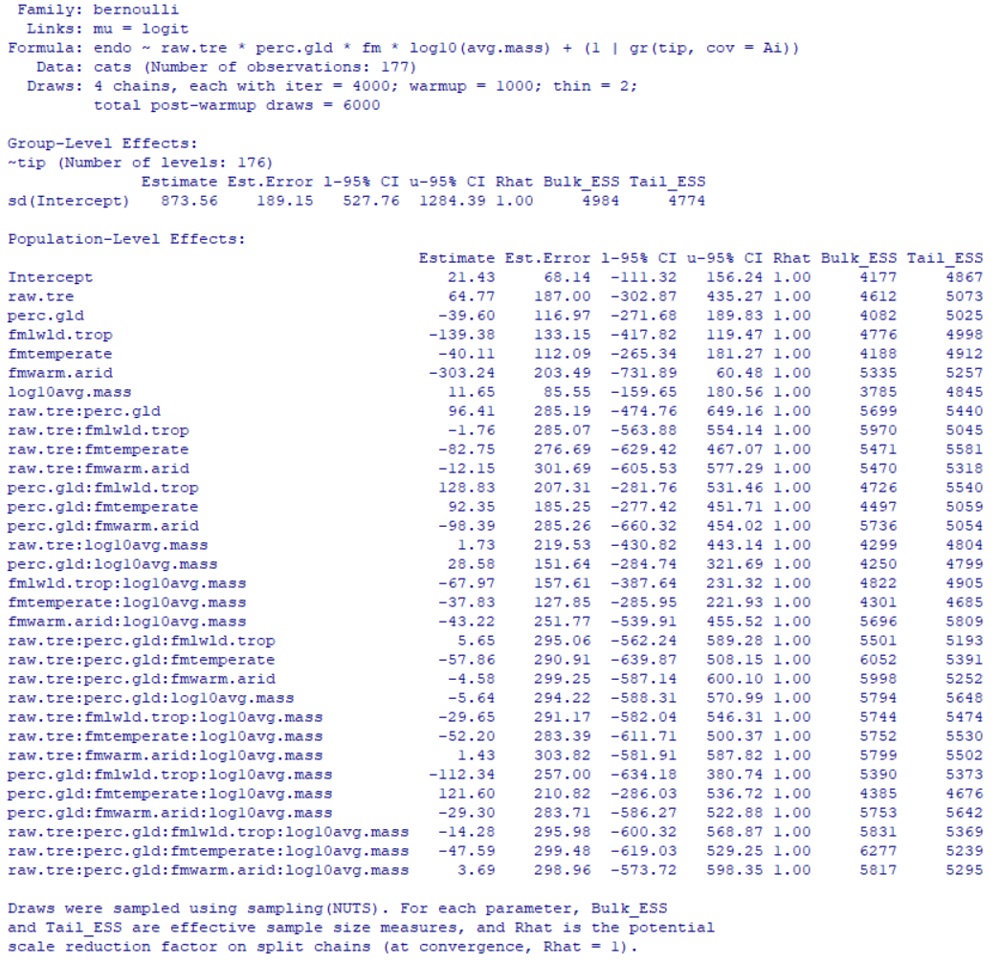 Family: bernoulli
Links: mu = logit
Formula: endo ~ raw.tre * perc.gld * fm * log10(avg.mass) + (1 | gr(tip, cov = Ai))
Data: cats (Number of observations: 177)
Draws: 4 chains, each with iter = 4000; warmup = 1000; thin = 2;
total post-warmup draws = 6000
Group-Level Effects:
~tip (Number of levels: 176)
Estimate Est.Error l-95% CI u-95% CI Rhat Bulk_ESS Tail_ESS
sd(Intercept) 873.56 189.15 527.76 1284.39 1.00 4984 4774
Population-Level Effects:
Estimate Est.Error l-95% CI u-95% CI Rhat Bulk_ESS Tail_ESS
Intercept 21.43 68.14 -111.32 156.24 1.00 4177 4867
raw.tre 64.77 187.00 -302.87 435.27 1.00 4612 5073
perc.gld -39.60 116.97 -271.68 189.83 1.00 4082 5025
fmlwld.trop -139.38 133.15 -417.82 119.47 1.00 4776 4998
fmtemperate -40.11 112.09 -265.34 181.27 1.00 4188 4912
fmwarm.arid -303.24 203.49 -731.89 60.48 1.00 5335 5257
log10avg.mass 11.65 85.55 -159.65 180.56 1.00 3785 4845
raw.tre:perc.gld 96.41 285.19 -474.76 649.16 1.00 5699 5440
raw.tre:fmlwld.trop -1.76 285.07 -563.88 554.14 1.00 5970 5045
raw.tre:fmtemperate -82.75 276.69 -629.42 467.07 1.00 5471 5581
raw.tre:fmwarm.arid -12.15 301.69 -605.53 577.29 1.00 5470 5318
perc.gld:fmlwld.trop 128.83 207.31 -281.76 531.46 1.00 4726 5540
perc.gld:fmtemperate 92.35 185.25 -277.42 451.71 1.00 4497 5059
perc.gld:fmwarm.arid -98.39 285.26 -660.32 454.02 1.00 5736 5054
raw.tre:log10avg.mass 1.73 219.53 -430.82 443.14 1.00 4299 4804
perc.gld:log10avg.mass 28.58 151.64 -284.74 321.69 1.00 4250 4799
fmlwld.trop:log10avg.mass -67.97 157.61 -387.64 231.32 1.00 4822 4905
fmtemperate:log10avg.mass -37.83 127.85 -285.95 221.93 1.00 4301 4685
fmwarm.arid:log10avg.mass -43.22 251.77 -539.91 455.52 1.00 5696 5809
raw.tre:perc.gld:fmlwld.trop 5.65 295.06 -562.24 589.28 1.00 5501 5193
raw.tre:perc.gld:fmtemperate -57.86 290.91 -639.87 508.15 1.00 6052 5391
raw.tre:perc.gld:fmwarm.arid -4.58 299.25 -587.14 600.10 1.00 5998 5252
raw.tre:perc.gld:log10avg.mass -5.64 294.22 -588.31 570.99 1.00 5794 5648
raw.tre:fmlwld.trop:log10avg.mass -29.65 291.17 -582.04 546.31 1.00 5744 5474
raw.tre:fmtemperate:log10avg.mass -52.20 283.39 -611.71 500.37 1.00 5752 5530
raw.tre:fmwarm.arid:log10avg.mass 1.43 303.82 -581.91 587.82 1.00 5799 5502
perc.gld:fmlwld.trop:log10avg.mass -112.34 257.00 -634.18 380.74 1.00 5390 5373
perc.gld:fmtemperate:log10avg.mass 121.60 210.82 -286.03 536.72 1.00 4385 4676
perc.gld:fmwarm.arid:log10avg.mass -29.30 283.71 -586.27 522.88 1.00 5753 5642
raw.tre:perc.gld:fmlwld.trop:log10avg.mass -14.28 295.98 -600.32 568.87 1.00 5831 5369
raw.tre:perc.gld:fmtemperate:log10avg.mass -47.59 299.48 -619.03 529.25 1.00 6277 5239
raw.tre:perc.gld:fmwarm.arid:log10avg.mass 3.69 298.96 -573.72 598.35 1.00 5817 5295
Draws were sampled using sampling(NUTS). For each parameter, Bulk_ESS
and Tail_ESS are effective sample size measures, and Rhat is the potential
scale reduction factor on split chains (at convergence, Rhat = 1).